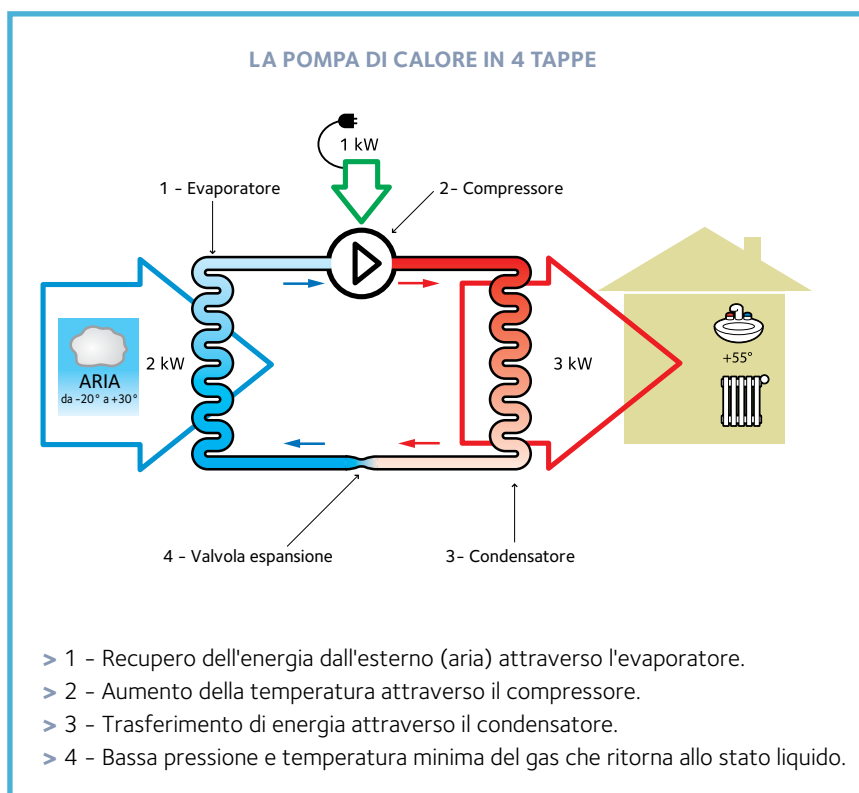 LA POMPA DI CALORE IN 4 TAPPE
1 kW
1 - Evaporatore
2- Compressore
ARIA
da -20° a +30°
2 kW
3 kW
+55°
4 - Valvola espansione
3- Condensatore
> 1 - Recupero dell'energia dall'esterno (aria) attraverso l'evaporatore.
> 2 - Aumento della temperatura attraverso il compressore.
> 3 - Trasferimento di energia attraverso il condensatore.
> 4 - Bassa pressione e temperatura minima del gas che ritorna allo stato liquido.